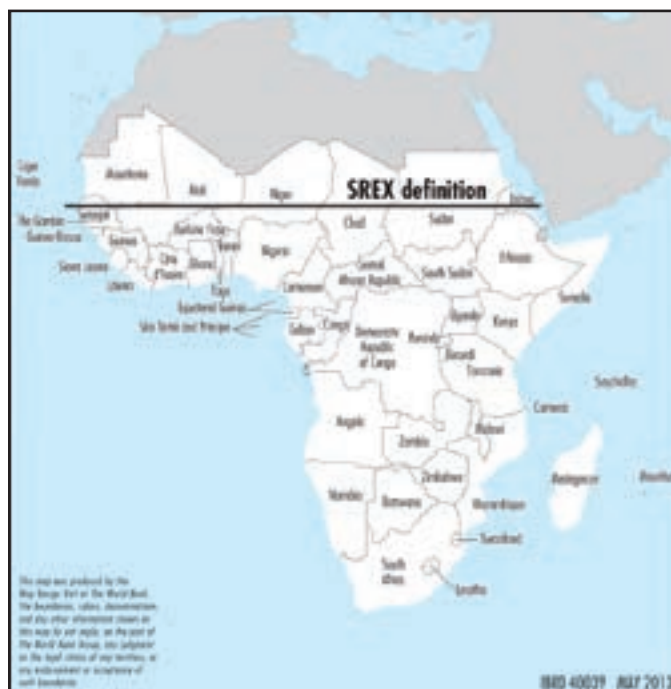 Cape
Verde
Mauritania
Mali
Niger
SREX definition
Eritrea
Senegal
The Gambia
Guinea-Bissau
Chad
Sudan
Burkina Faso
Guinea
Benin
Nigeria
Ethiopia
Sierra Leone
Côte
d'Ivoire
Ghana
Central
African Republic
South Sudan
Liberia
Togo
Cameroon
Somalia
Equatorial Guinea
São Tomé and Príncipe
Gabon
Congo
Democratic
Republic
of Congo
Uganda
Kenya
Rwanda
Burundi
Tanzania
Seychelles
Comoros
Angola
Malawi
Zambia
Zimbabwe
Madagascar
Namibia
Botswana
Mozambique
Swaziland
South
Africa
Lesotho
This map was produced by the
Map Design Unit of The World Bank.
The boundaries, colors, denominations
and any other information shown on
this map do not imply, on the part of
The World Bank Group, any judgment
on the legal status of any territory, or
any endorsement or acceptance of
such boundaries.
IBRD 40039 MAY 2013